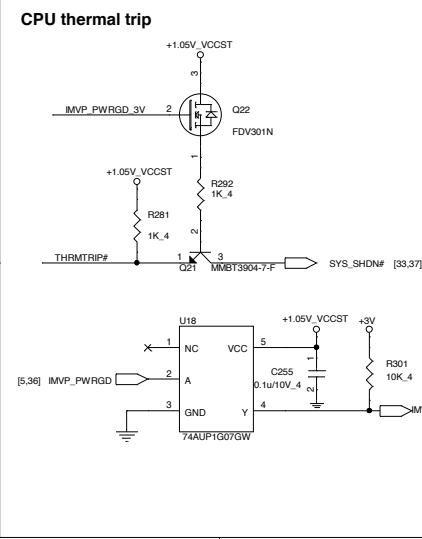 CPU thermal trip
+1.05V_VCCST
3
IMVP_PWRGD_3V
2
Q22
FDV301N
1
+1.05V_VCCST
R292
1K_4
R281
1K_4
2
THRMTRIP#
1
3
Q21
MMBT3904-7-F
SYS_SHDN# [33,37]
U18
+1.05V_VCCST
+3V
1
NC
VCC
5
1
R301
10K_4
[5,36] IMVP_PWRGD
2
A
C255
0.1u/10V_4
2
3
GND
Y
4
74AUP1G07GW